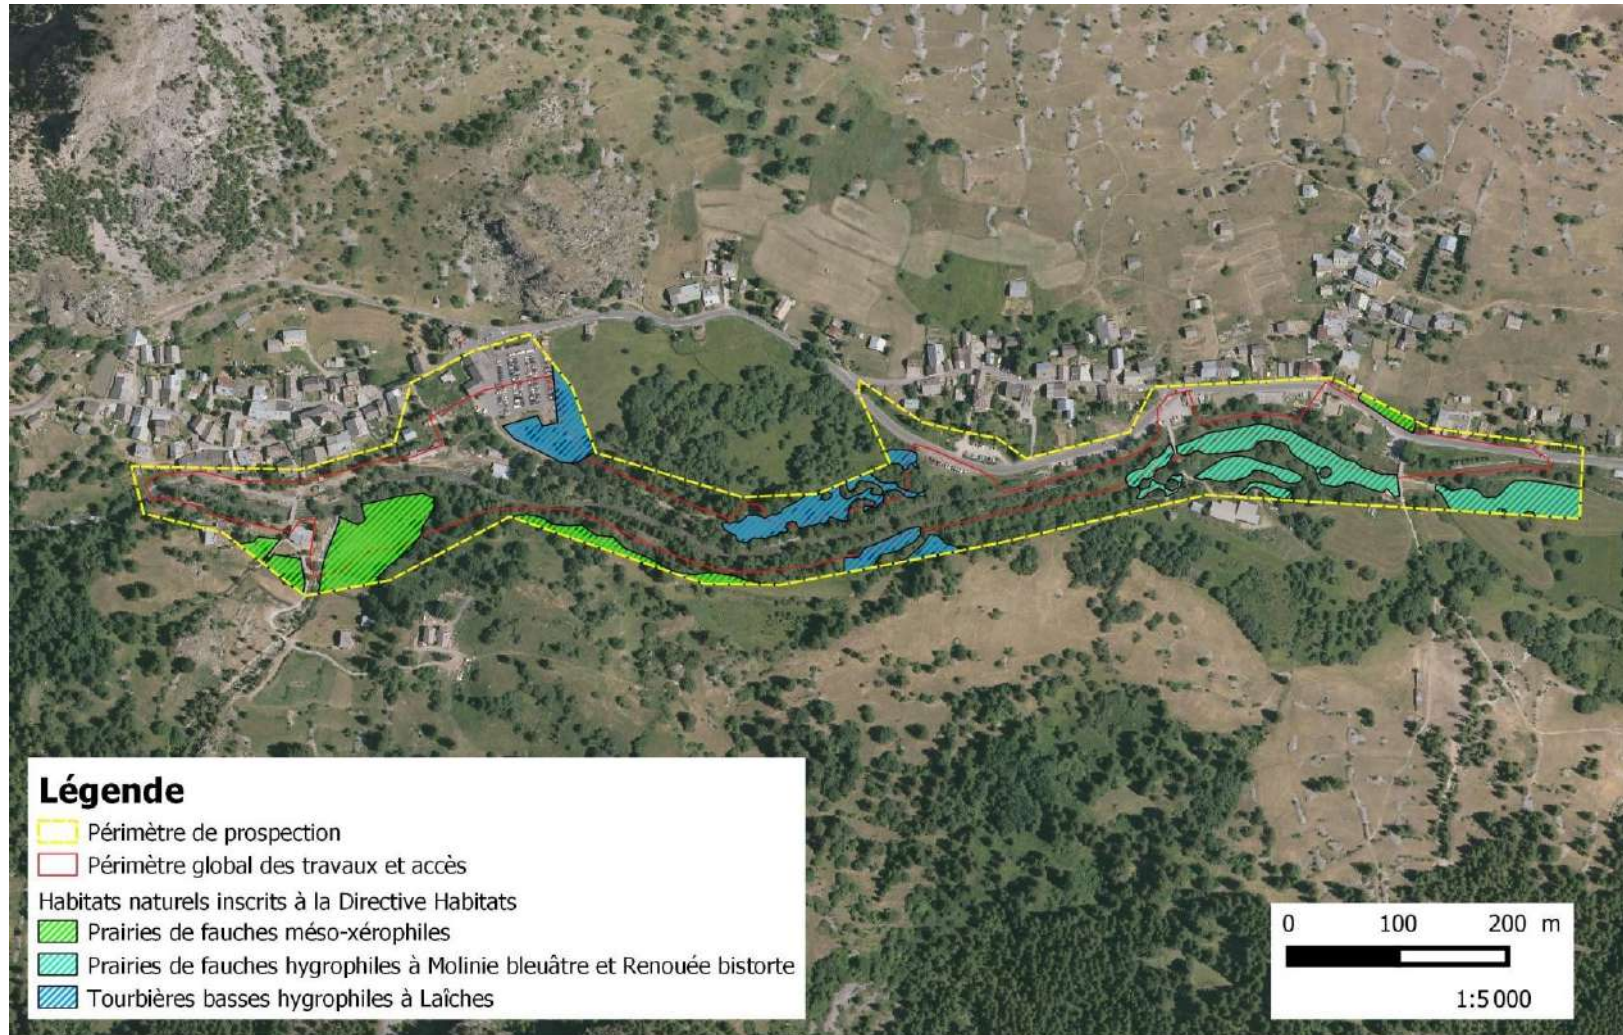 Légende
Périmètre de prospection
Périmètre global des travaux et accès
Habitats naturels inscrits à la Directive Habitats
Prairies de fauches méso-xérophiles
Prairies de fauches hygrophiles à Molinie bleuâtre et Renouée bistorte
Tourbières basses hygrophiles à Laîches
0 100 200 m
1:5 000